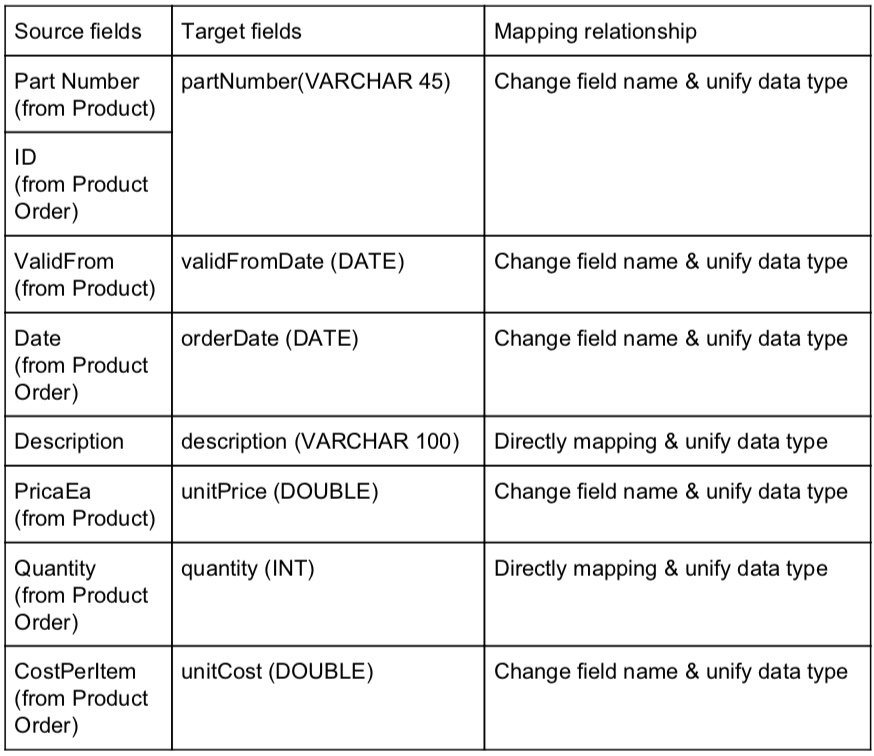 Source fields
Target fields
Mapping relationship
Part Number
(from Product)
partNumber(VARCHAR 45)
Change field name & unify data type
ID
(from Product
Order)
ValidFrom
(from Product)
validFromDate (DATE)
Change field name & unify data type
Date
(from Product
Order)
orderDate (DATE)
Change field name & unify data type
Description
description (VARCHAR 100)
Directly mapping & unify data type
PricaEa
(from Product)
unitPrice (DOUBLE)
Change field name & unify data type
Quantity
(from Product
Order)
quantity (INT)
Directly mapping & unify data type
CostPerItem
(from Product
Order)
unitCost (DOUBLE)
Change field name & unify data type